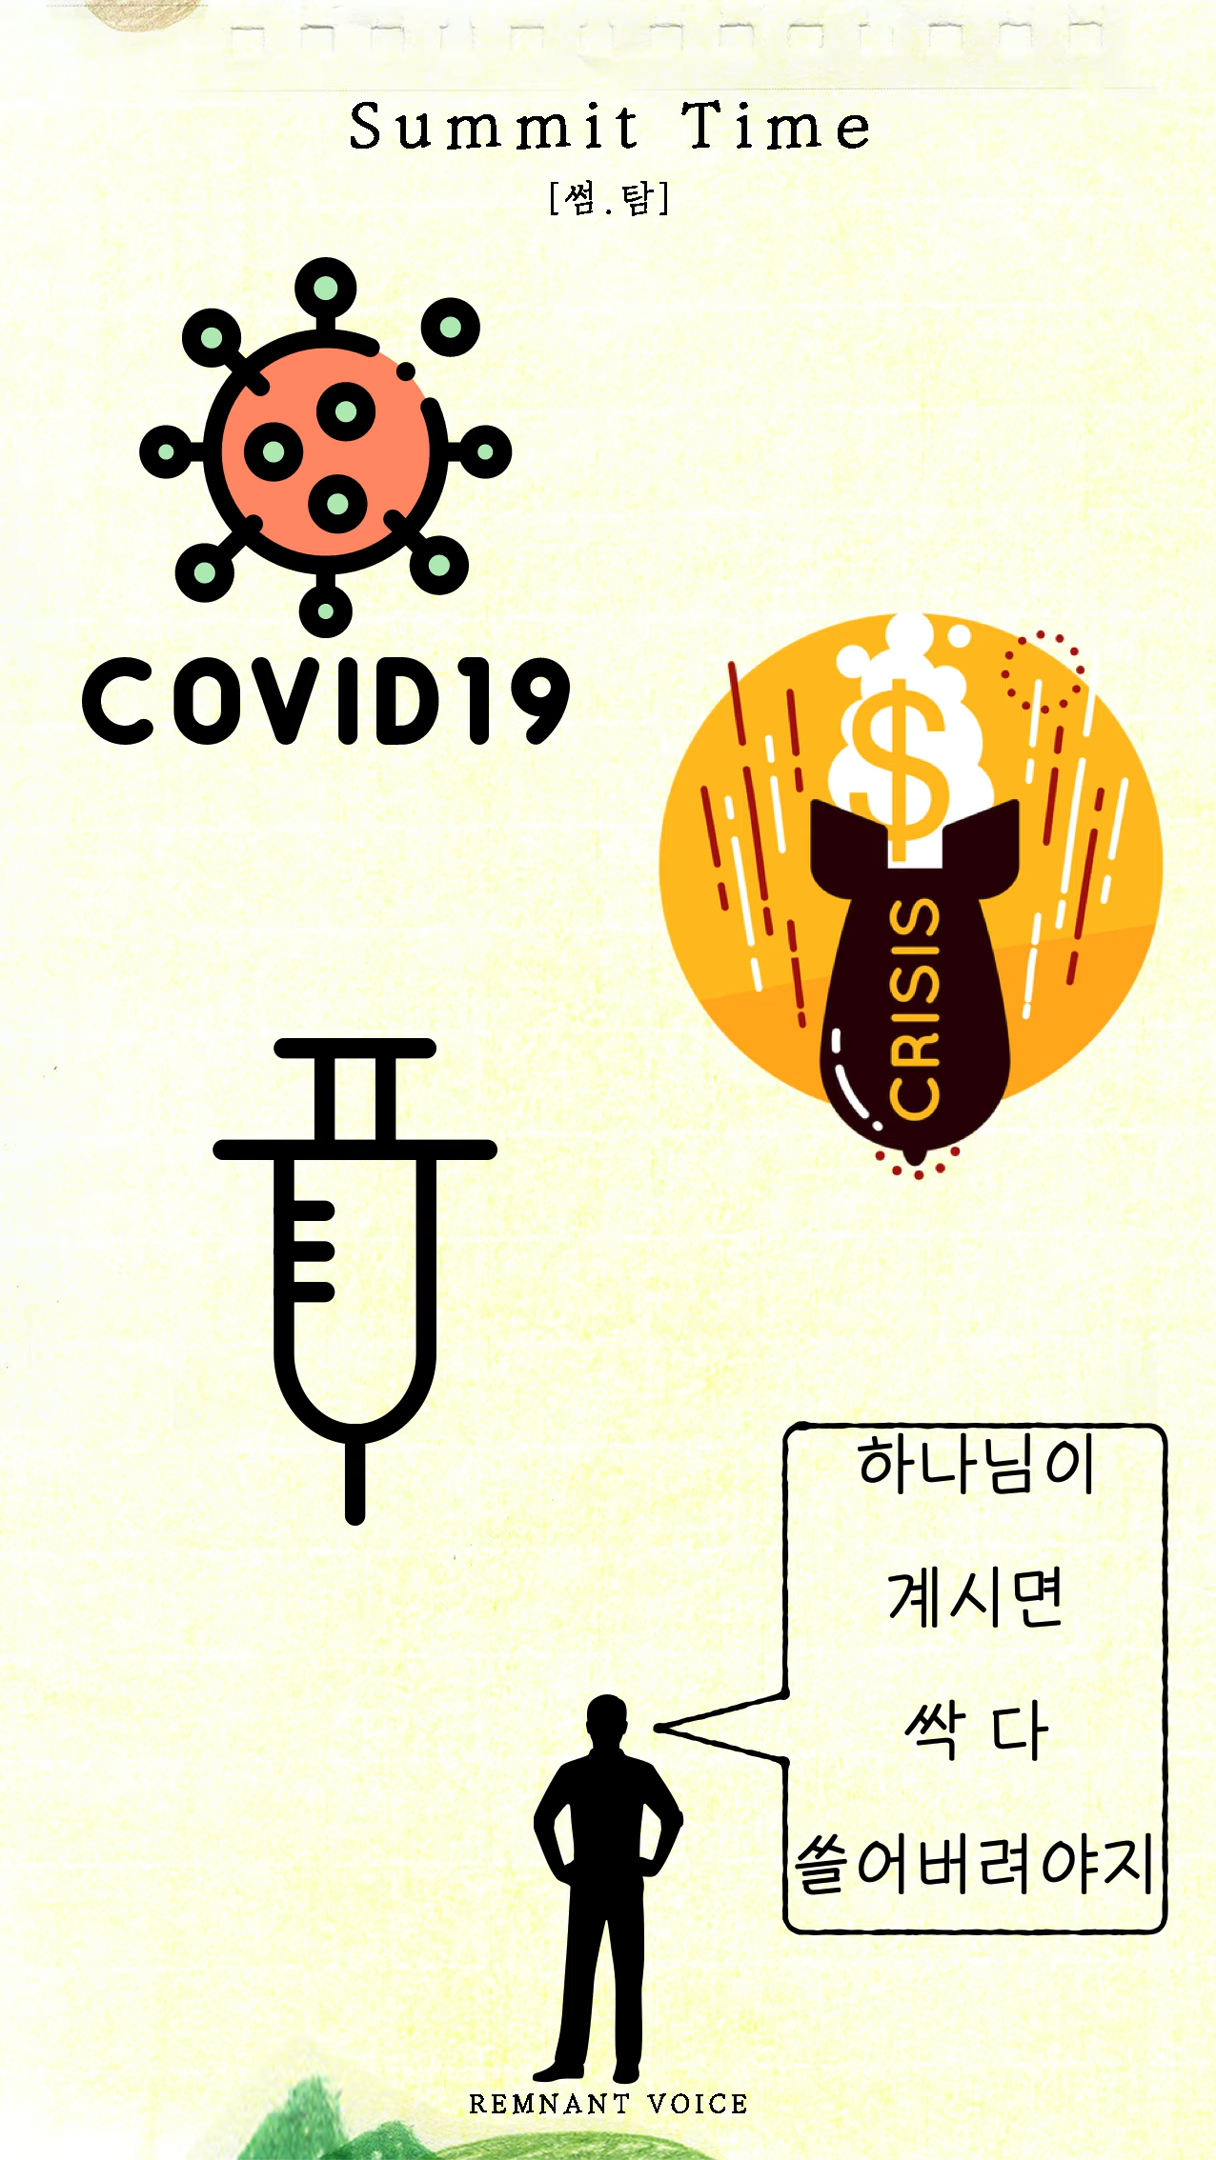 Summit Time
[썸.탐]
COVID19
$
CRISIS
하나님이
계시면
싹 다
쓸어버려야지
REMNANT VOICE